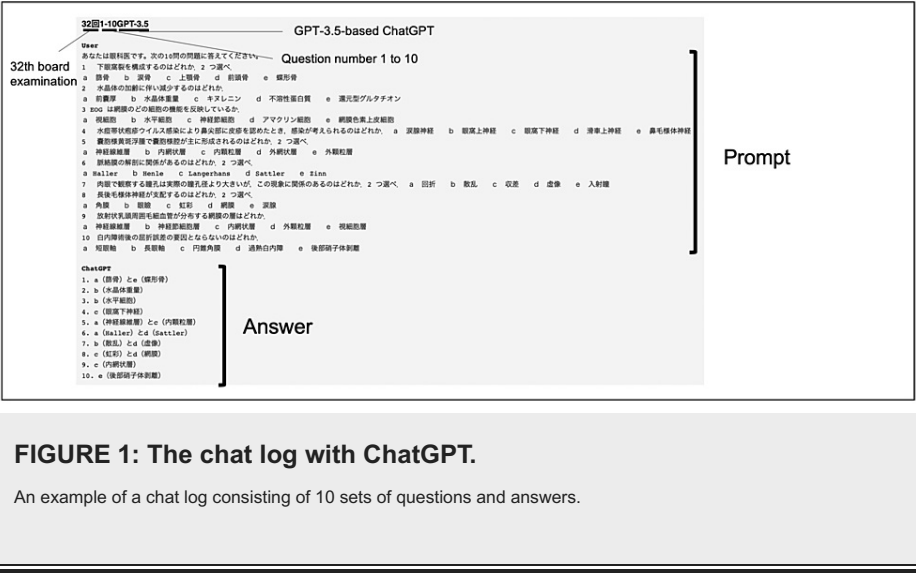 32回1-10GPT-3.5
GPT-3.5-based ChatGPT
32th board
examination
Question number 1 to 10
User
あなたは眼科医です。次の10問の問題に答えてください。
1 下眼窩裂を構成するのはどれか、2 つ選べ、
a 篩骨 b 涙骨 c 上顎骨 d 前頭骨 e 蝶形骨
2 水晶体の加齢に伴い減少するのはどれか、
a 前嚢厚 b 水晶体重量 c キヌレニン d 不溶性蛋白質 e 還元型グルタチオン
3 EOG は網膜のどの細胞の機能を反映しているか、
a 視細胞 b 水平細胞 c 神経節細胞 d アマクリン細胞 e 網膜色素上皮細胞
4 水痘帯状疱疹ウイルス感染により鼻尖部に皮疹を認めたとき、感染が考えられるのはどれか、 a 涙腺神経 b 眼窩上神経 c 眼窩下神経 d 滑車上神経 e 鼻毛様体神経
5 嚢胞様黄斑浮腫で嚢胞様腔が主に形成されるのはどれか、2 つ選べ、
a 神経線維層 b 内網状層 c 内顆粒層 d 外網状層 e 外顆粒層
6 脈絡膜の解剖に関係があるのはどれか、2 つ選べ、
a Haller b Henle c Langerhans d Sattler e Zinn
7 肉眼で観察する瞳孔は実際の瞳孔径より大きいが、この現象に関係のあるのはどれか、2 つ選べ、 a 回折 b 散乱 c 収差 d 虚像 e 入射瞳
8 長後毛様体神経が支配するのはどれか、2 つ選べ、
a 角膜 b 眼瞼 c 虹彩 d 網膜 e 涙腺
9 放射状乳頭周囲毛細血管が分布する網膜の層はどれか、
a 神経線維層 b 神経節細胞層 c 内網状層 d 外顆粒層 e 視細胞層
10 白内障術後の屈折誤差の要因とならないのはどれか、
a 短眼軸 b 長眼軸 c 円錐角膜 d 過熟白内障 e 後部硝子体剥離
Prompt
ChatGPT
1. a（篩骨）とe（蝶形骨）
2. b（水晶体重量）
3. b（水平細胞）
4. c（眼窩下神経）
5. a（神経線維層）とc（内顆粒層）
6. a（Haller）とd（Sattler）
7. b（散乱）とd（虚像）
8. c（虹彩）とd（網膜）
9. c（内網状層）
10. e（後部硝子体剥離）
Answer
FIGURE 1: The chat log with ChatGPT.
An example of a chat log consisting of 10 sets of questions and answers.